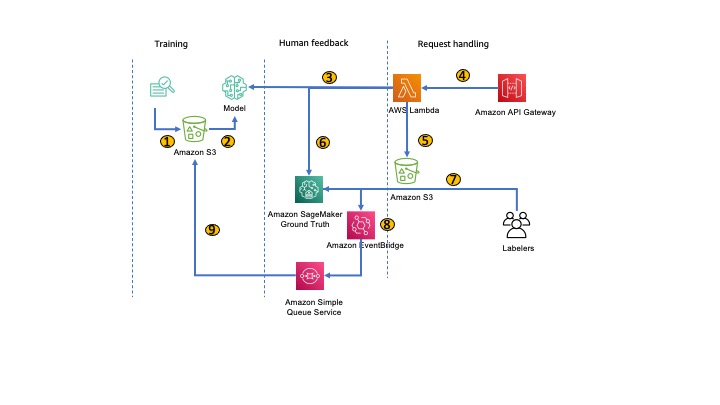 Training
Human feedback
Request handling
3
4
Model
AWS Lambda
Amazon API Gateway
1
2
5
6
Amazon S3
7
Amazon S3
Amazon SageMaker
Ground Truth
8
9
Amazon EventBridge
Labelers
Amazon Simple
Queue Service